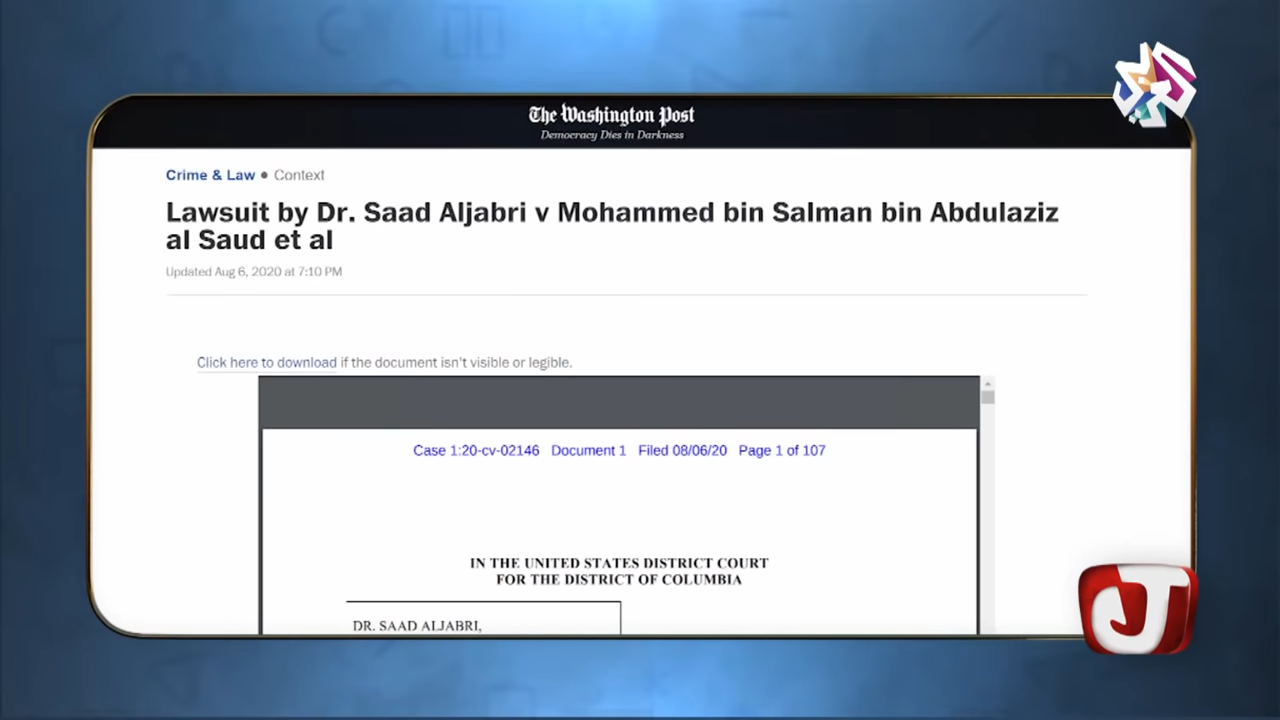 The Washington Post
Democracy Dies in Darkness
Crime & Law • Context
Lawsuit by Dr. Saad Aljabri v Mohammed bin Salman bin Abdulaziz
al Saud et al
Updated Aug 6, 2020 at 7:10 PM
Click here to download if the document isn't visible or legible.
Case 1:20-cv-02146 Document 1 Filed 08/06/20 Page 1 of 107
IN THE UNITED STATES DISTRICT COURT
FOR THE DISTRICT OF COLUMBIA
DR. SAAD ALJABRI,